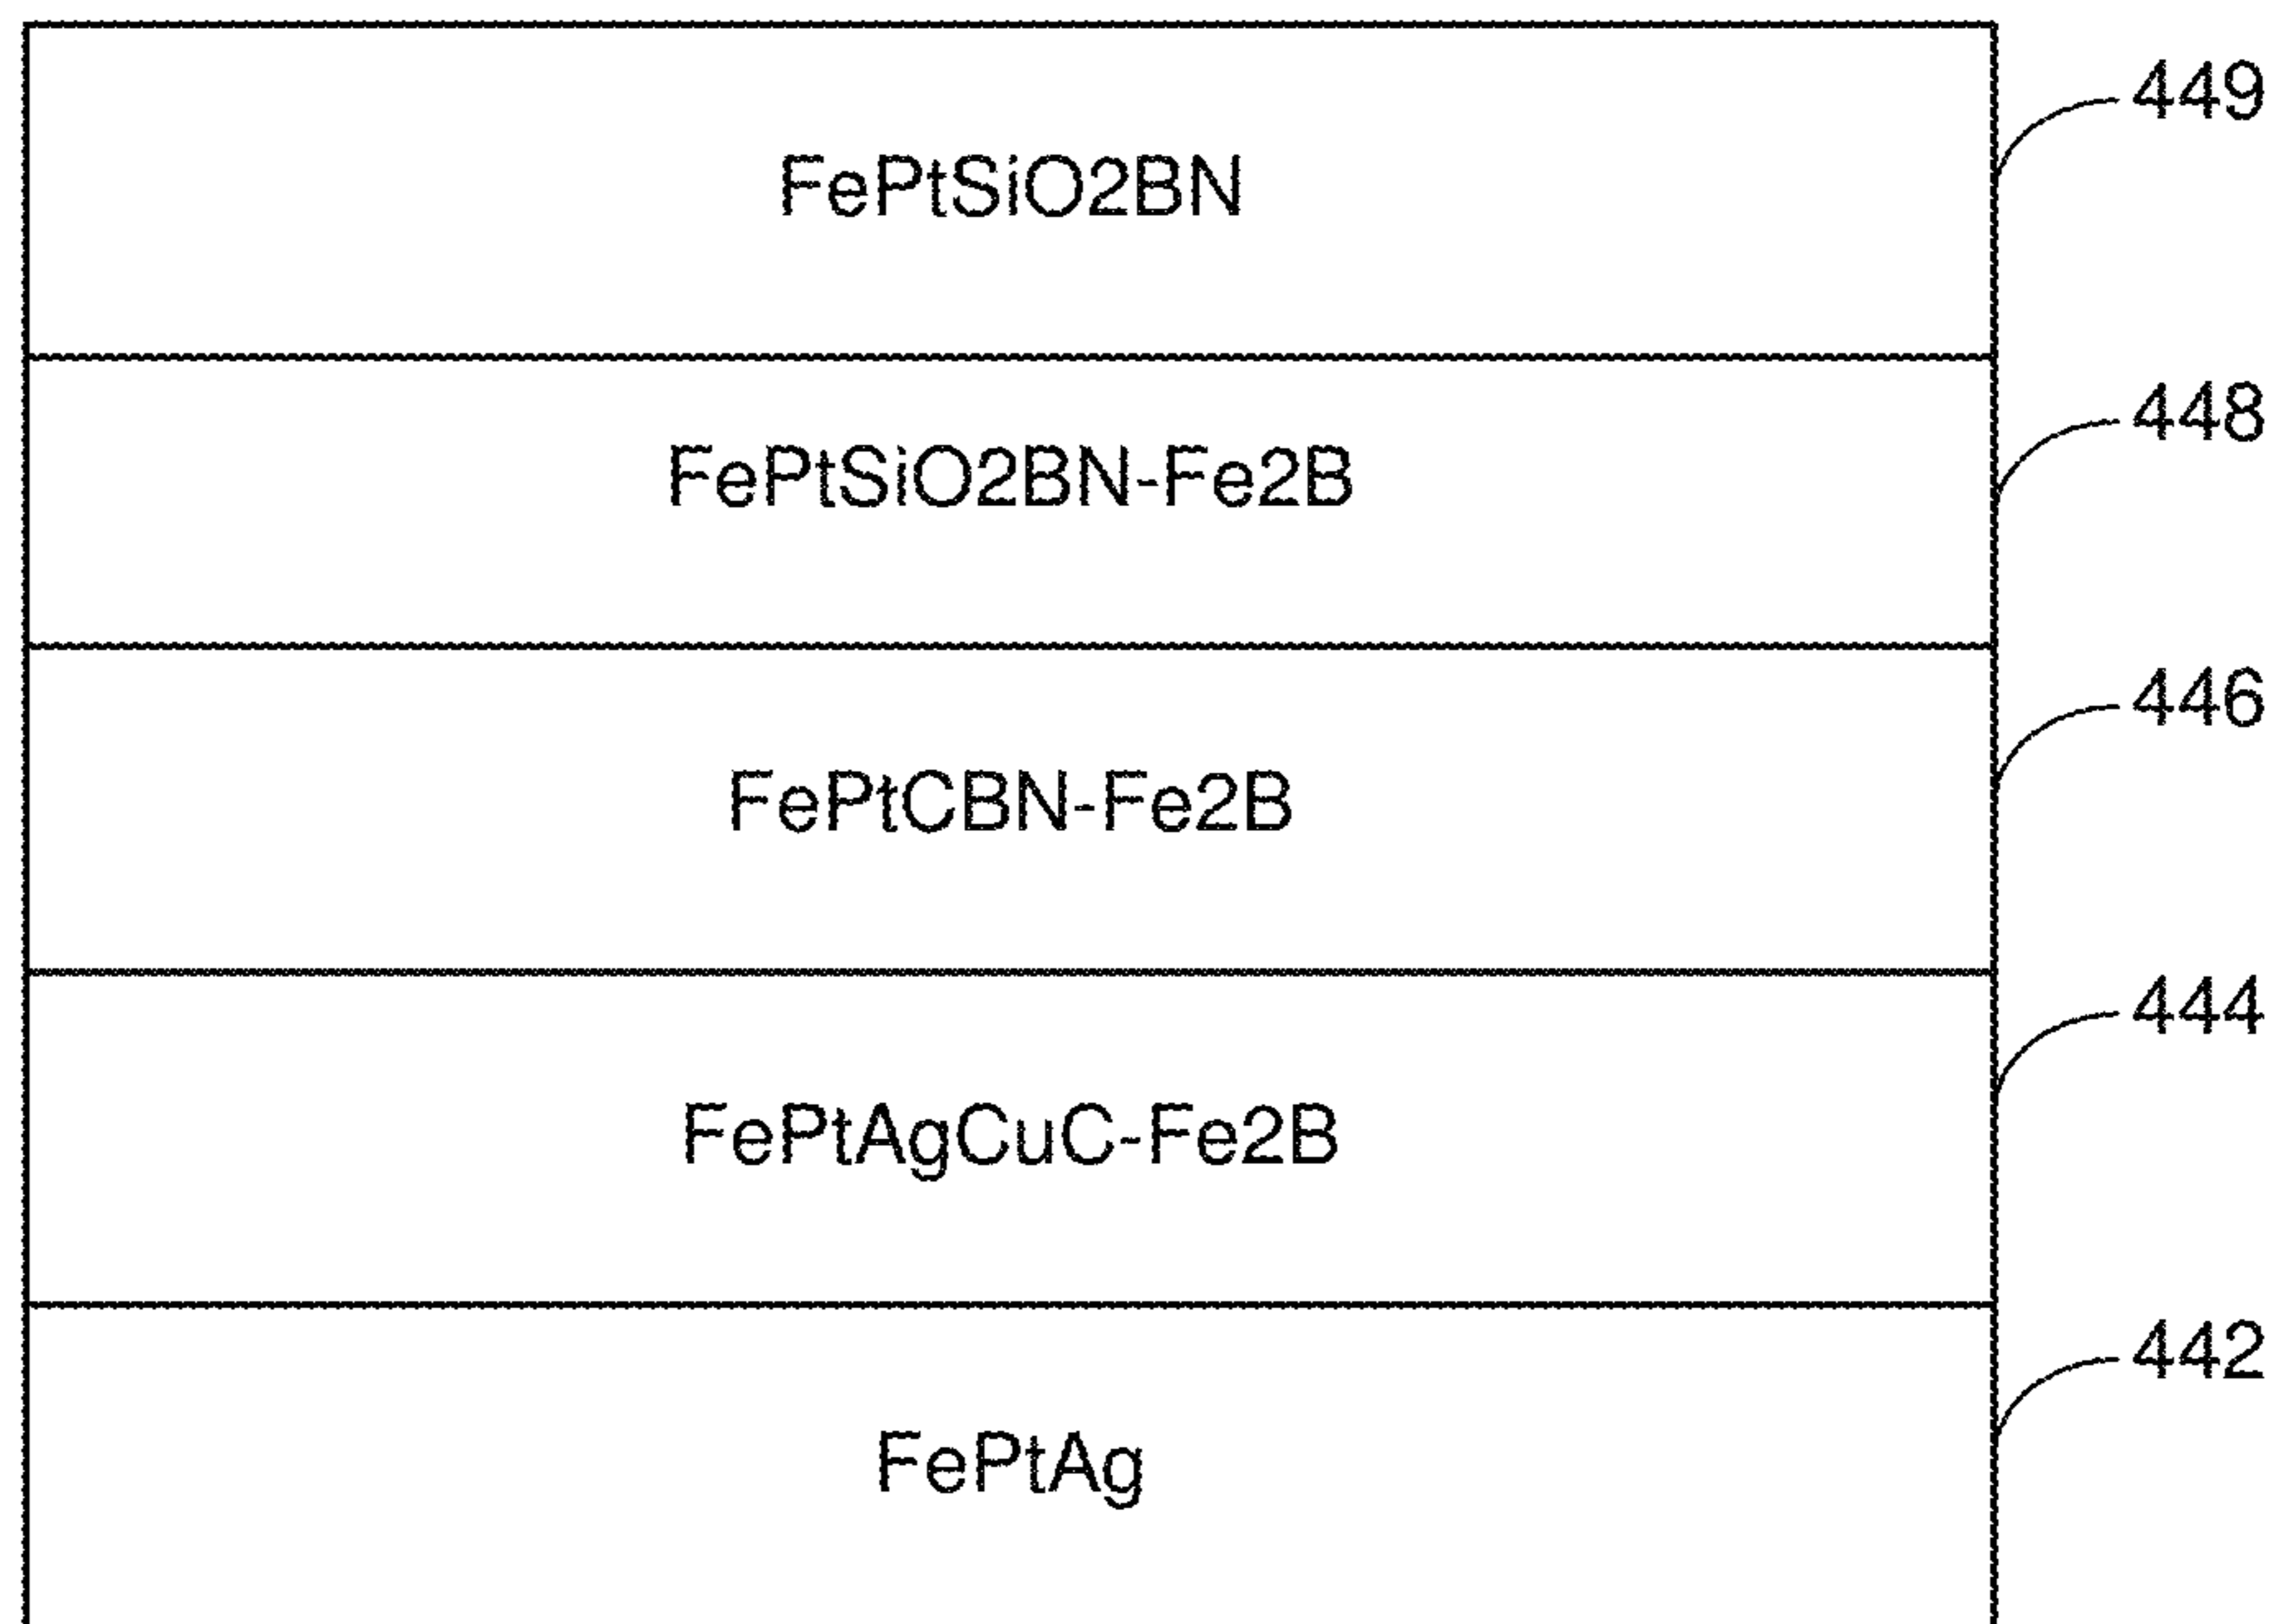 449
FePtSiO2BN
448
FePtSiO2BN-Fe2B
446
FePtCBN-Fe2B
444
FePtAgCuC-Fe2B
442
FePtAg